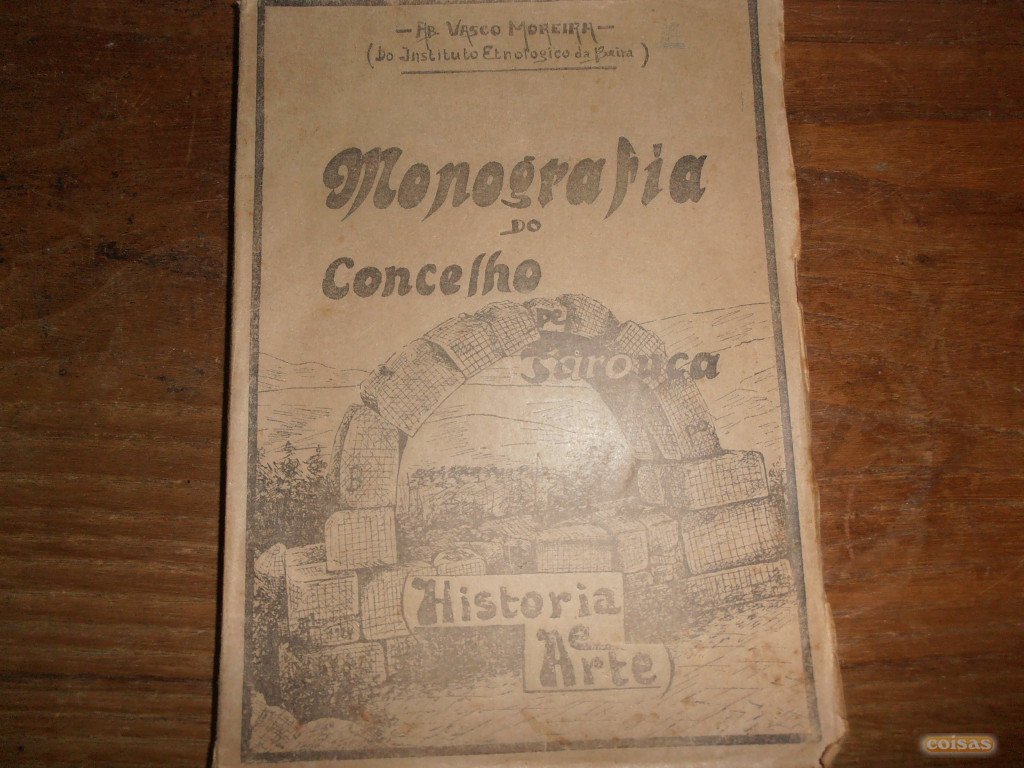 — AB. VASCO MOREIRA —
(Do Instituto Etnologico da Beira)
Monografia
DO
Concelho
DE
Tarouca
(Historia
e
Arte)
coisas